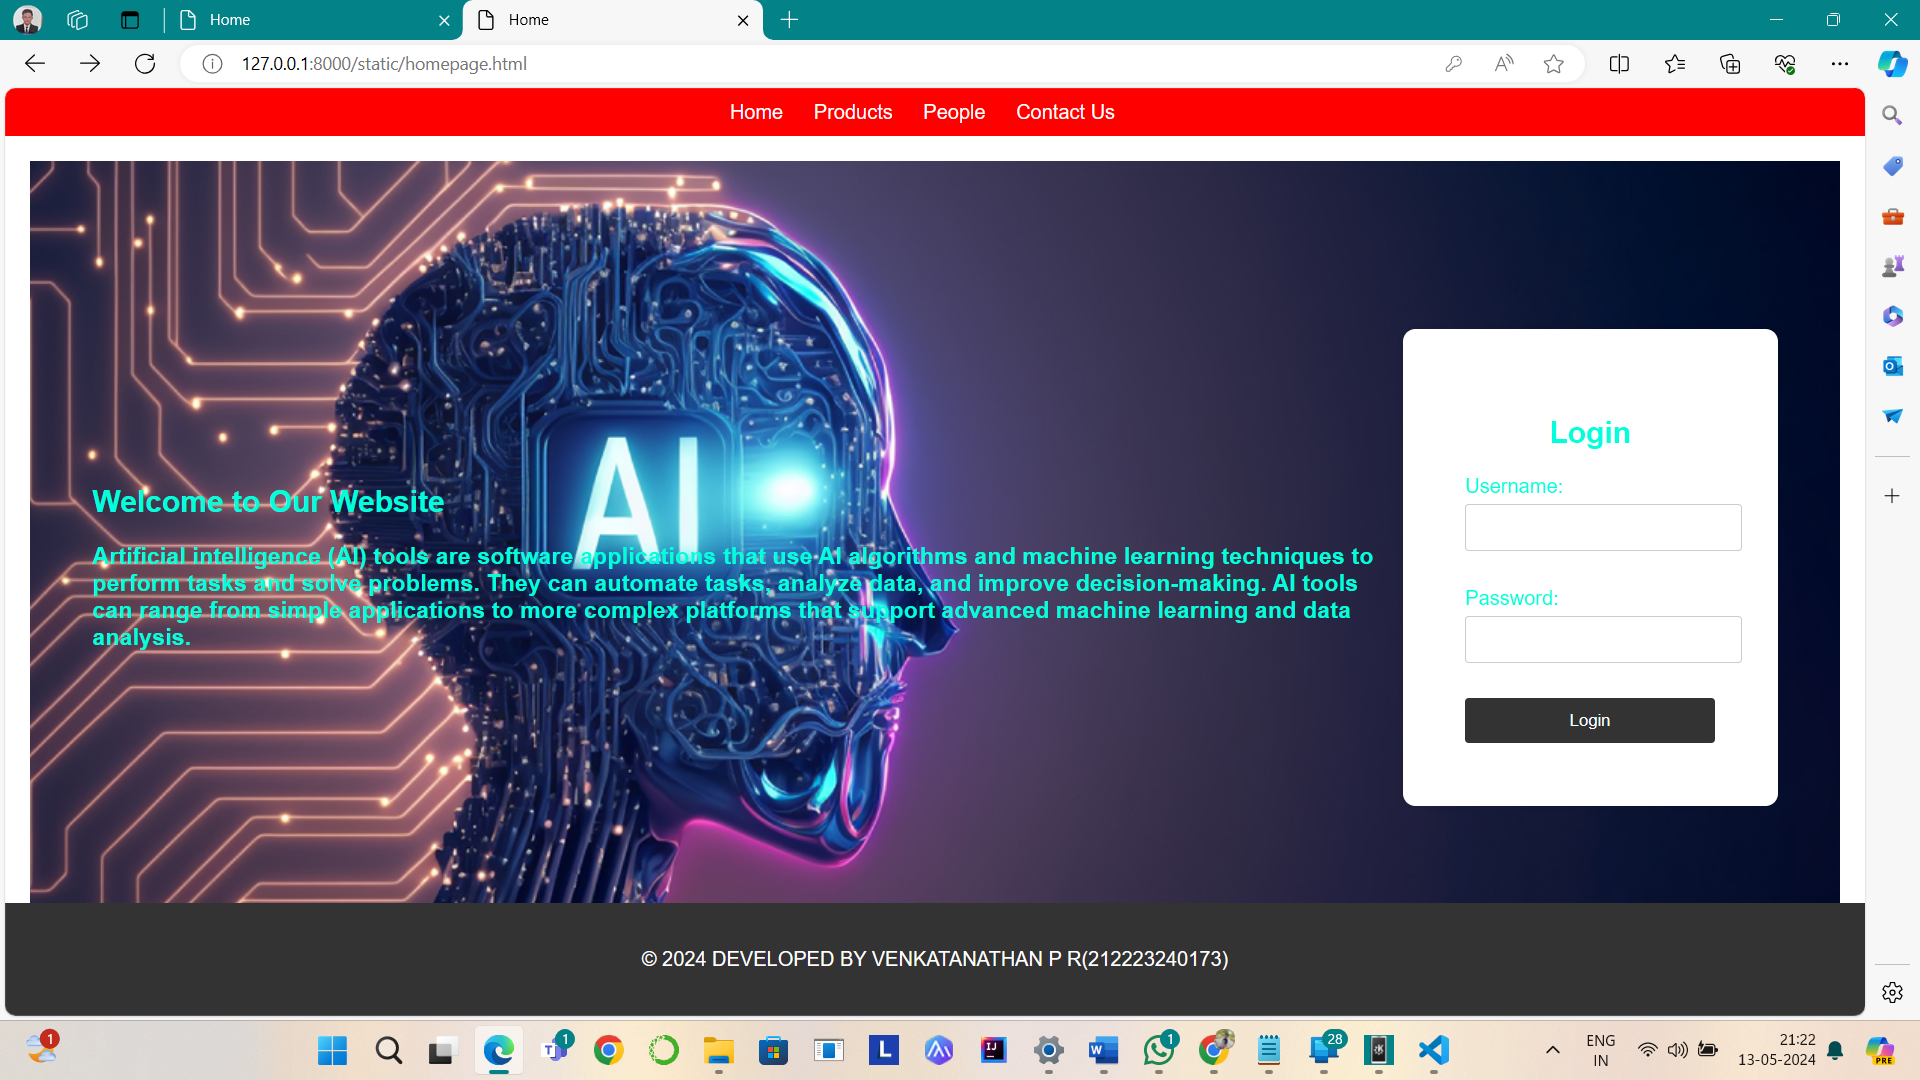 Home
Home
127.0.0.1:8000/static/homepage.html
Home Products People Contact Us
AI
Login
Username:
Welcome to Our Website
Artificial intelligence (AI) tools are software applications that use AI algorithms and machine learning techniques to
perform tasks and solve problems. They can automate tasks, analyze data, and improve decision-making. AI tools
can range from simple applications to more complex platforms that support advanced machine learning and data
analysis.
Password:
Login
© 2024 DEVELOPED BY VENKATANATHAN P R(212223240173)
1
1
1
28
ENG
IN
21:22
13-05-2024
PRE